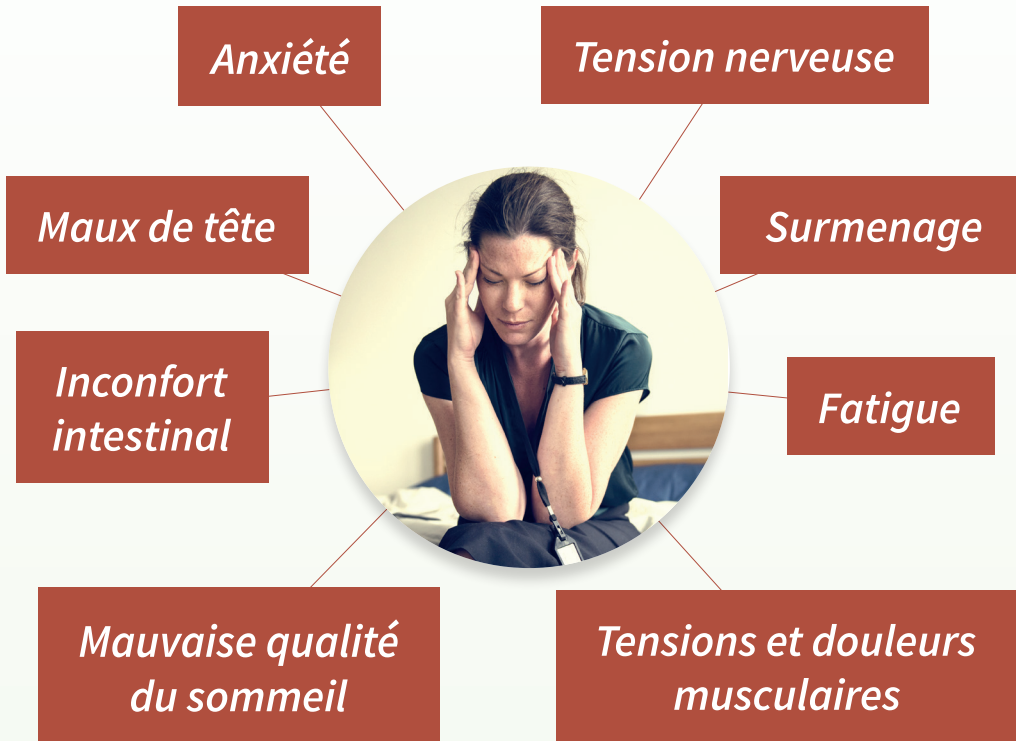 Anxiété
Tension nerveuse
Maux de tête
Surmenage
Inconfort
intestinal
Fatigue
Mauvaise qualité
du sommeil
Tensions et douleurs
musculaires